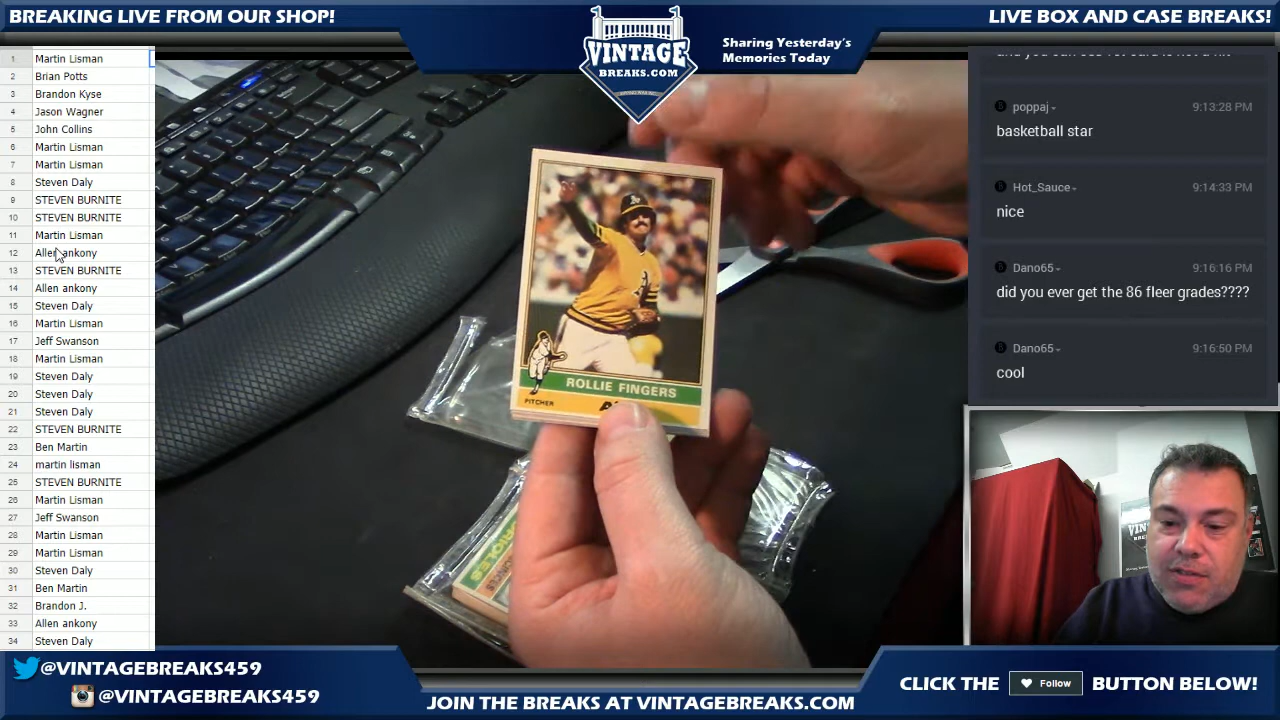 BREAKING LIVE FROM OUR SHOP!
VINTAGE
BREAKS.COM
Sharing Yesterday's
Memories Today
LIVE BOX AND CASE BREAKS!
1 Martin Lisman
2 Brian Potts
3 Brandon Kyse
4 Jason Wagner
5 John Collins
6 Martin Lisman
7 Martin Lisman
8 Steven Daly
9 STEVEN BURNITE
10 STEVEN BURNITE
11 Martin Lisman
12 Allen ankony
13 STEVEN BURNITE
14 Allen ankony
15 Steven Daly
16 Martin Lisman
17 Jeff Swanson
18 Martin Lisman
19 Steven Daly
20 Steven Daly
21 Steven Daly
22 STEVEN BURNITE
23 Ben Martin
24 martin lisman
25 STEVEN BURNITE
26 Martin Lisman
27 Jeff Swanson
28 Martin Lisman
29 Martin Lisman
30 Steven Daly
31 Ben Martin
32 Brandon J.
33 Allen ankony
34 Steven Daly
ROLLIE FINGERS
PITCHER
A
ORIOLES
poppaj 9:13:28 PM
basketball star
Hot_Sauce 9:14:33 PM
nice
Dano65 9:16:16 PM
did you ever get the 86 fleer grades????
Dano65 9:16:50 PM
cool
@VINTAGEBREAKS459
@VINTAGEBREAKS459
JOIN THE BREAKS AT VINTAGEBREAKS.COM
CLICK THE Follow BUTTON BELOW!